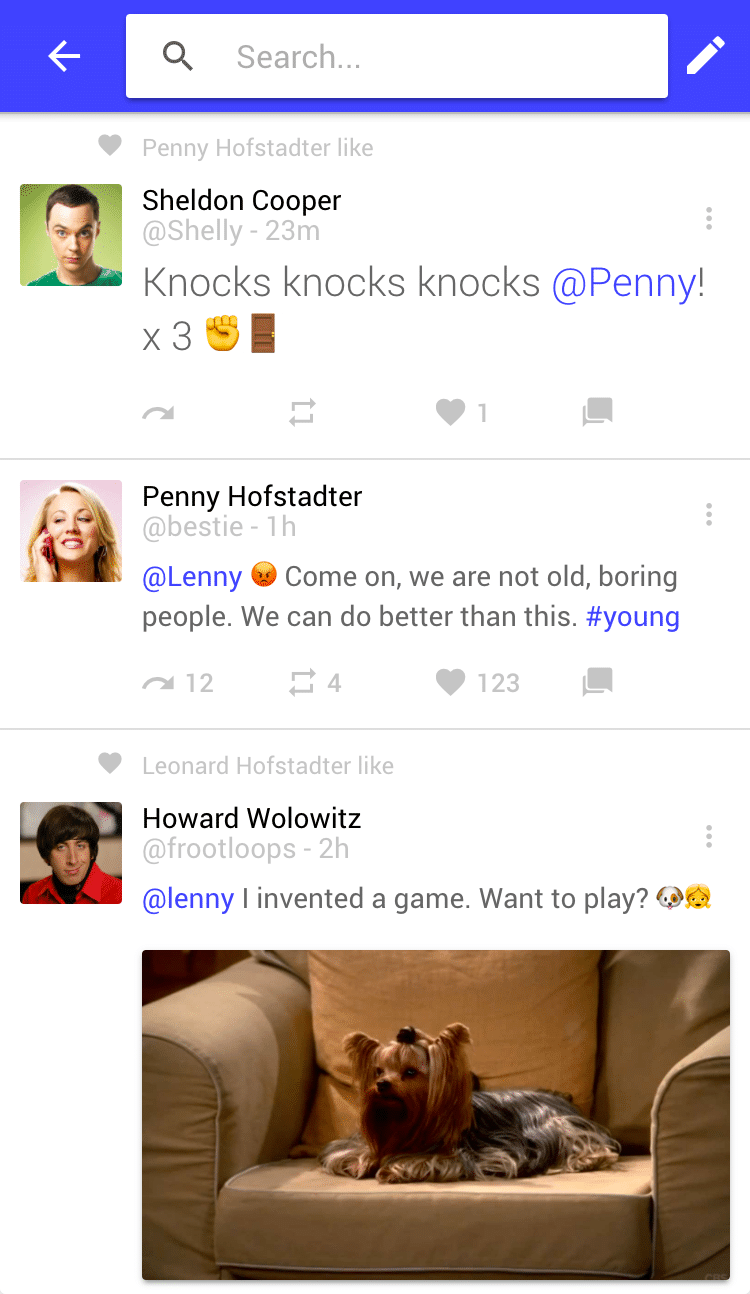 Search...
Penny Hofstadter like
Sheldon Cooper
@Shelly - 23m
Knocks knocks knocks @Penny!
x 3 ✊🚪
1
Penny Hofstadter
@bestie - 1h
@Lenny 😡 Come on, we are not old, boring
people. We can do better than this. #young
12 4 123
Leonard Hofstadter like
Howard Wolowitz
@frootloops - 2h
@lenny I invented a game. Want to play? 🐶👧
CBS